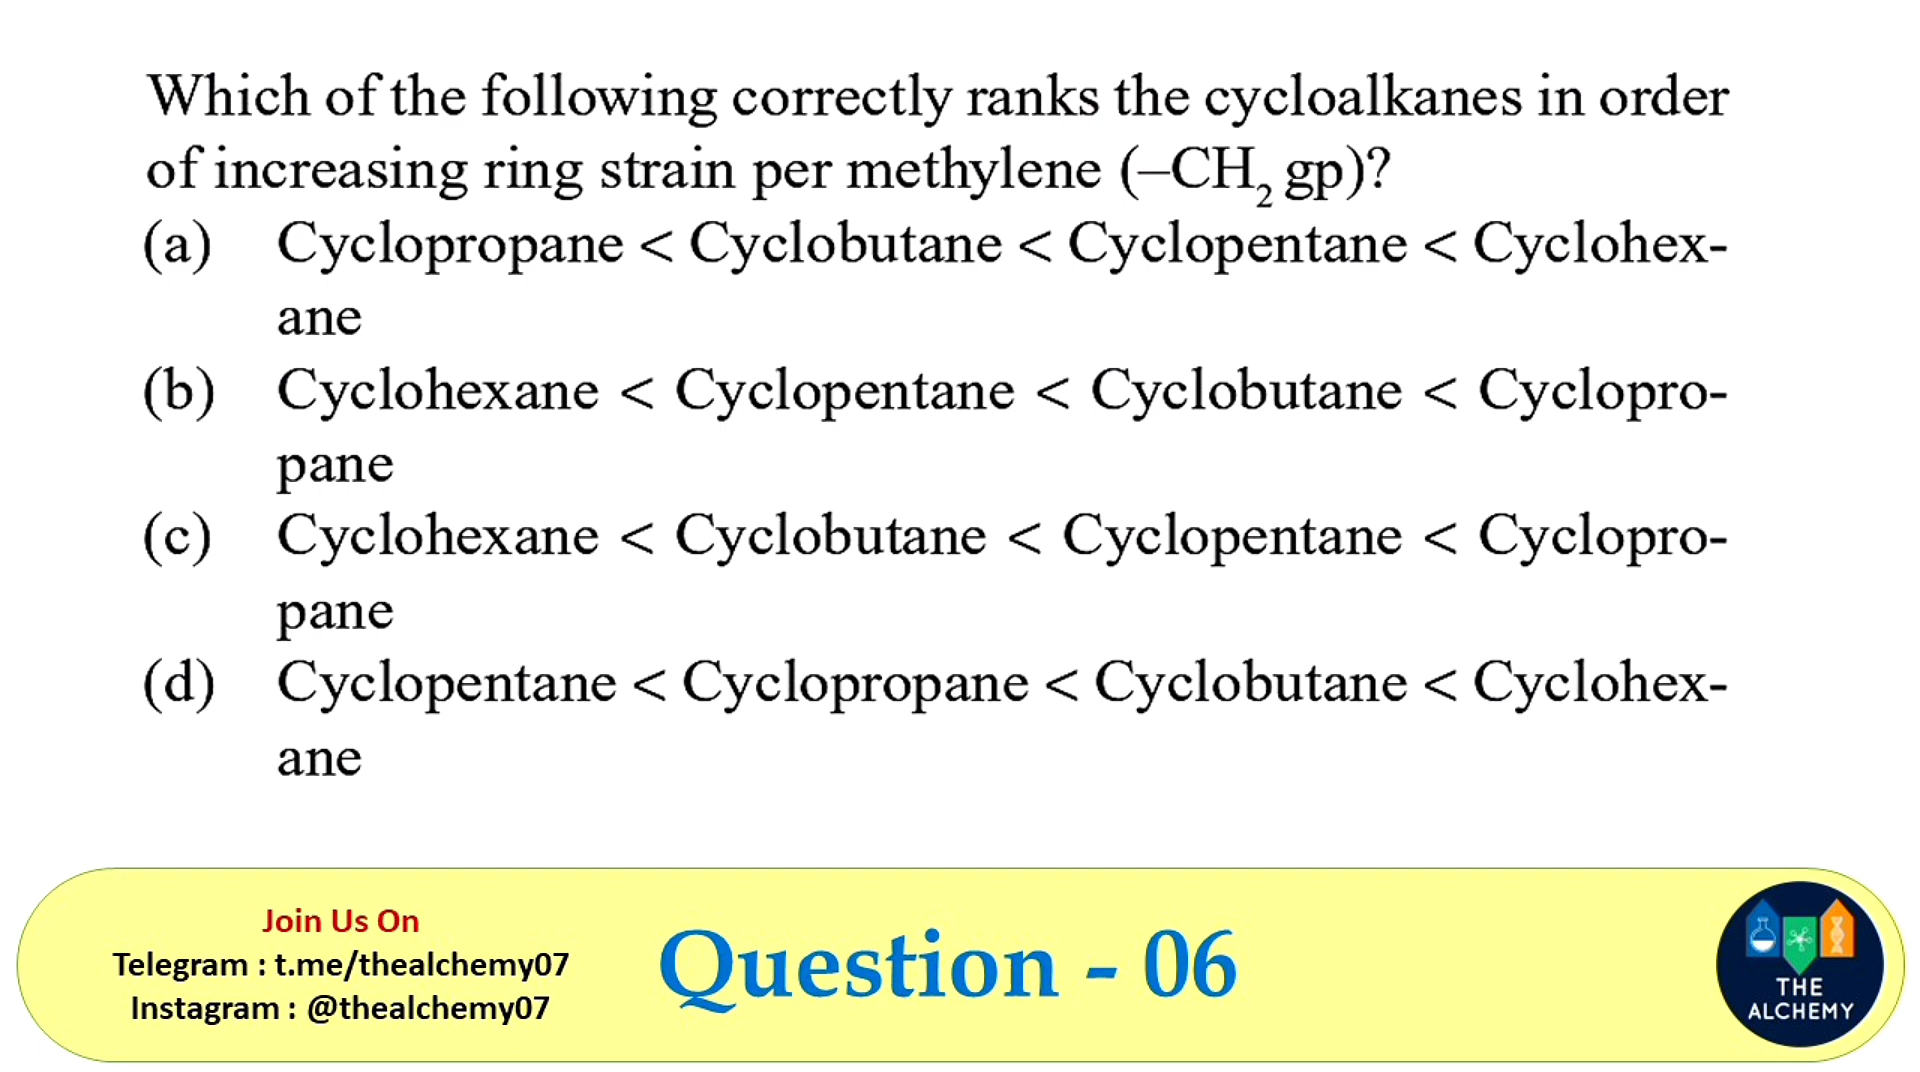 Which of the following correctly ranks the cycloalkanes in order
of increasing ring strain per methylene (–CH₂ gp)?
(a) Cyclopropane < Cyclobutane < Cyclopentane < Cyclohex-
ane
(b) Cyclohexane < Cyclopentane < Cyclobutane < Cyclopro-
pane
(c) Cyclohexane < Cyclobutane < Cyclopentane < Cyclopro-
pane
(d) Cyclopentane < Cyclopropane < Cyclobutane < Cyclohex-
ane
Join Us On
Telegram : t.me/thealchemy07
Instagram : @thealchemy07
Question - 06
THE
ALCHEMY